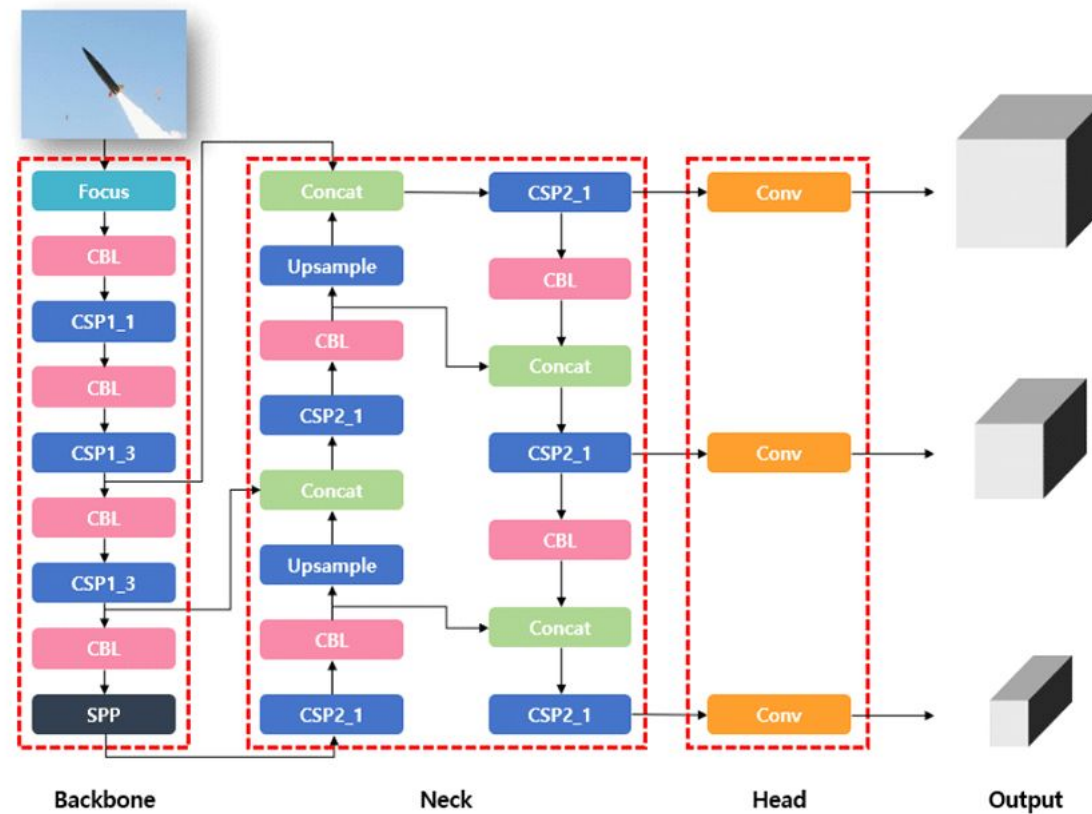 Focus
CBL
CSP1_1
CBL
CSP1_3
CBL
CSP1_3
CBL
SPP
Concat
Upsample
CBL
CSP2_1
Concat
Upsample
CBL
CSP2_1
CSP2_1
CBL
Concat
CSP2_1
CBL
Concat
CSP2_1
Conv
Conv
Conv
Backbone
Neck
Head
Output